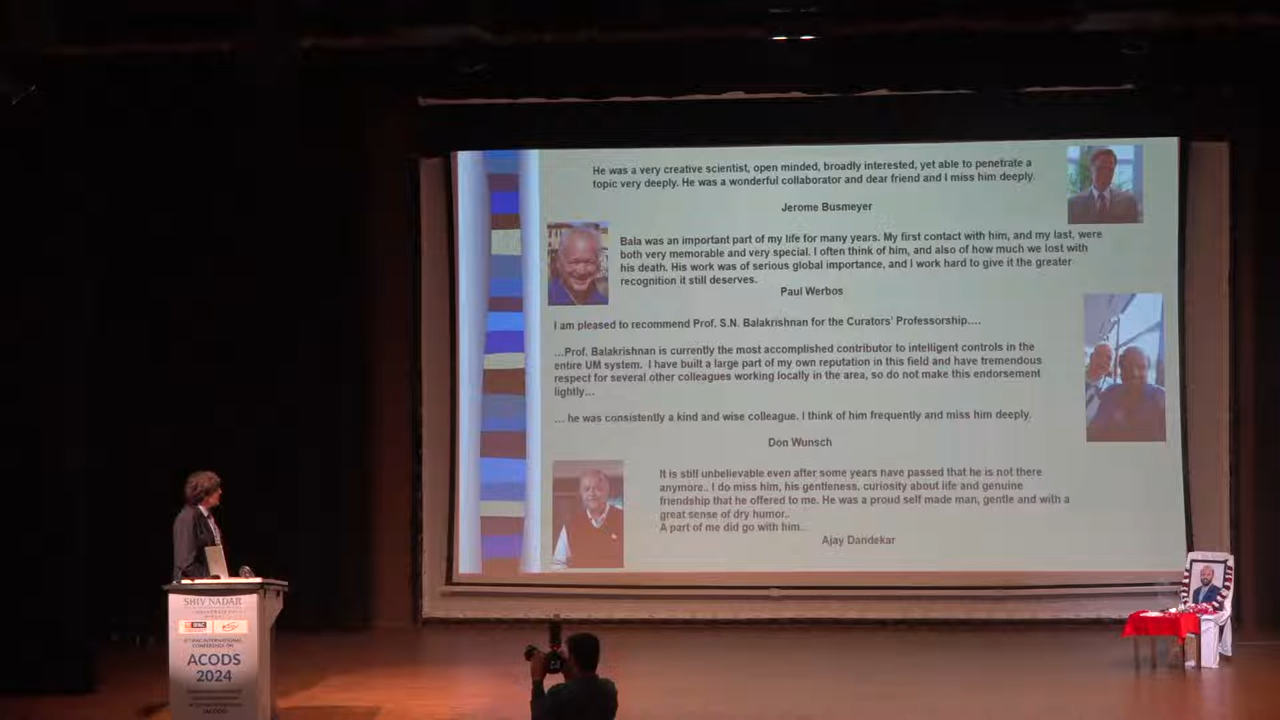 He was a very creative scientist, open minded, broadly interested, yet able to penetrate a
topic very deeply. He was a wonderful collaborator and dear friend and I miss him deeply.
Jerome Busmeyer
Bala was an important part of my life for many years. My first contact with him, and my last, were
both very memorable and very special. I often think of him, and also of how much we lost with
his death. His work was of serious global importance, and I work hard to give it the greater
recognition it still deserves.
Paul Werbos
I am pleased to recommend Prof. S.N. Balakrishnan for the Curators' Professorship....
...Prof. Balakrishnan is currently the most accomplished contributor to intelligent controls in the
entire UM system. I have built a large part of my own reputation in this field and have tremendous
respect for several other colleagues working locally in the area, so do not make this endorsement
lightly...
... he was consistently a kind and wise colleague. I think of him frequently and miss him deeply.
Don Wunsch
It is still unbelievable even after some years have passed that he is not there
anymore.. I do miss him, his gentleness, curiosity about life and genuine
friendship that he offered to me. He was a proud self made man, gentle and with a
great sense of dry humor..
A part of me did go with him..
Ajay Dandekar
SHIV NADAR
IFAC
INTERNATIONAL
CONFERENCE ON
ACODS
2024